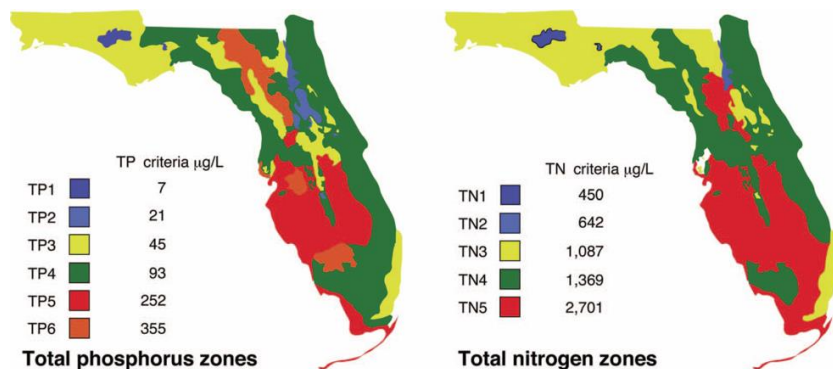 TP criteria µg/L
TP1 7
TP2 21
TP3 45
TP4 93
TP5 252
TP6 355
Total phosphorus zones
TN criteria µg/L
TN1 450
TN2 642
TN3 1,087
TN4 1,369
TN5 2,701
Total nitrogen zones